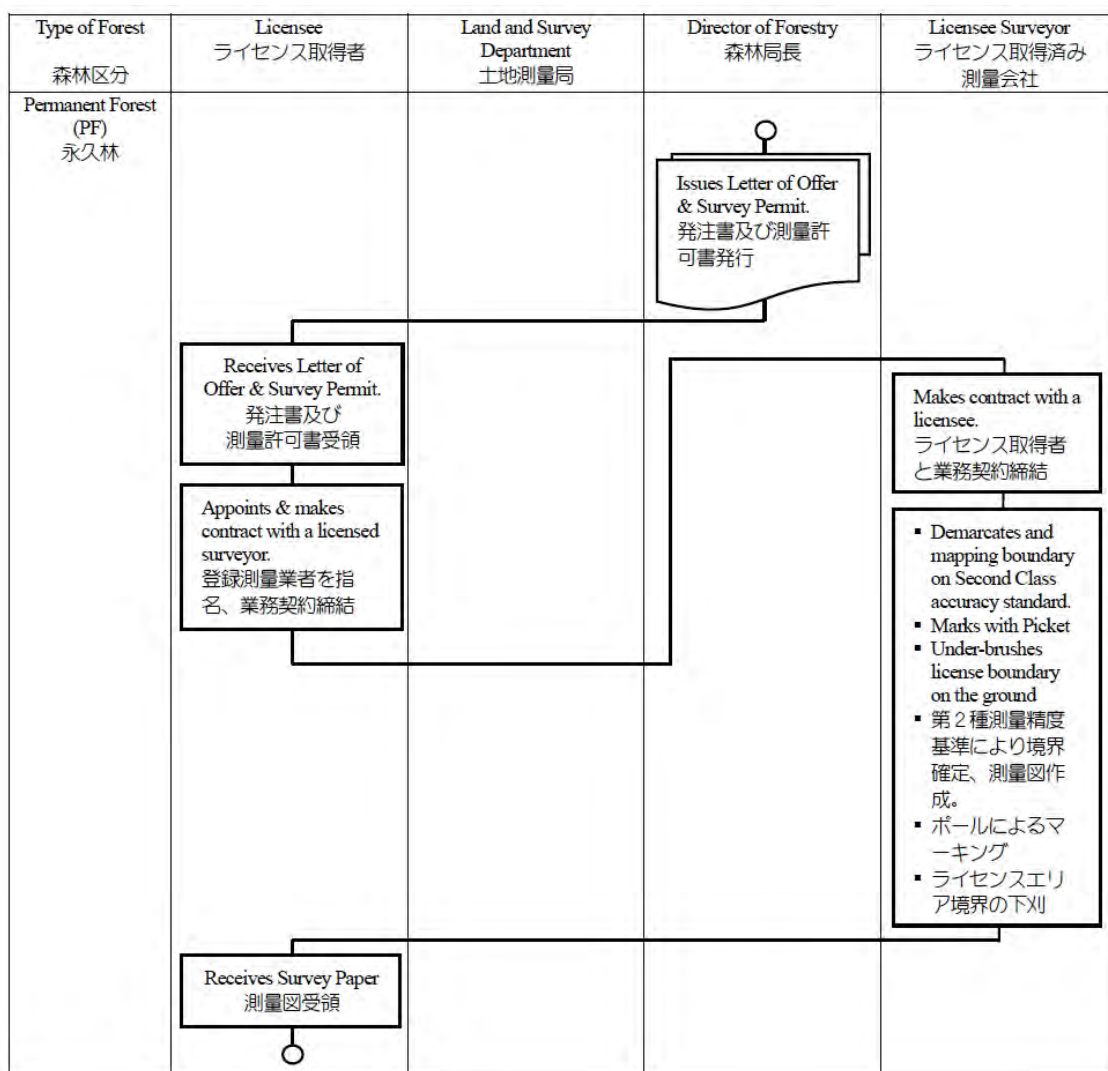 Type of Forest
森林区分
Licensee
ライセンス取得者
Land and Survey
Department
土地測量局
Director of Forestry
森林局長
Licensee Surveyor
ライセンス取得済み
測量会社
Permanent Forest
(PF)
永久林
Issues Letter of Offer
& Survey Permit.
発注書及び測量許
可書発行
Receives Letter of
Offer & Survey Permit.
発注書及び
測量許可書受領
Makes contract with a
licensee.
ライセンス取得者
と業務契約締結
Appoints & makes
contract with a licensed
surveyor.
登録測量業者を指
名、業務契約締結
▪ Demarcates and
mapping boundary
on Second Class
accuracy standard.
▪ Marks with Picket
▪ Under-brushes
license boundary
on the ground
▪ 第２種測量精度
基準により境界
確定、測量図作
成。
▪ ポールによるマ
ーキング
▪ ライセンスエリ
ア境界の下刈
Receives Survey Paper
測量図受領